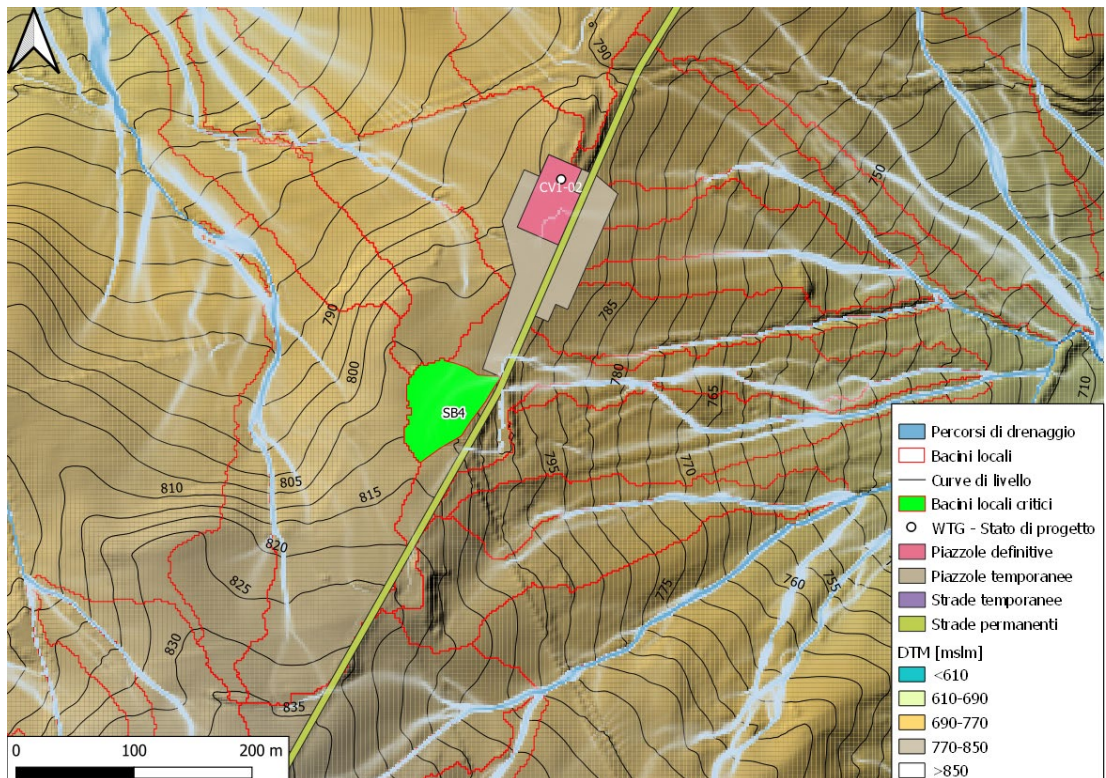 790
750
CV1-02
785
790
780
800
765
710
SB4
795
770
805
810
815
820
825
775
760
755
830
835
0
100
200 m
Percorsi di drenaggio
Bacini locali
Curve di livello
Bacini locali critici
WTG - Stato di progetto
Piazzole definitive
Piazzole temporanee
Strade temporanee
Strade permanenti
DTM [mslm]
<610
610-690
690-770
770-850
>850